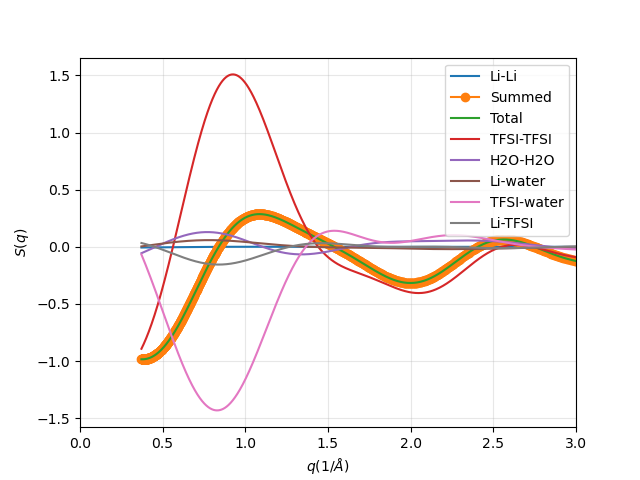 1.5
1.0
0.5
0.0
−0.5
−1.0
−1.5
S(q)
Li-Li
Summed
Total
TFSI-TFSI
H2O-H2O
Li-water
TFSI-water
Li-TFSI
0.0 0.5 1.0 1.5 2.0 2.5 3.0
q(1/Å)